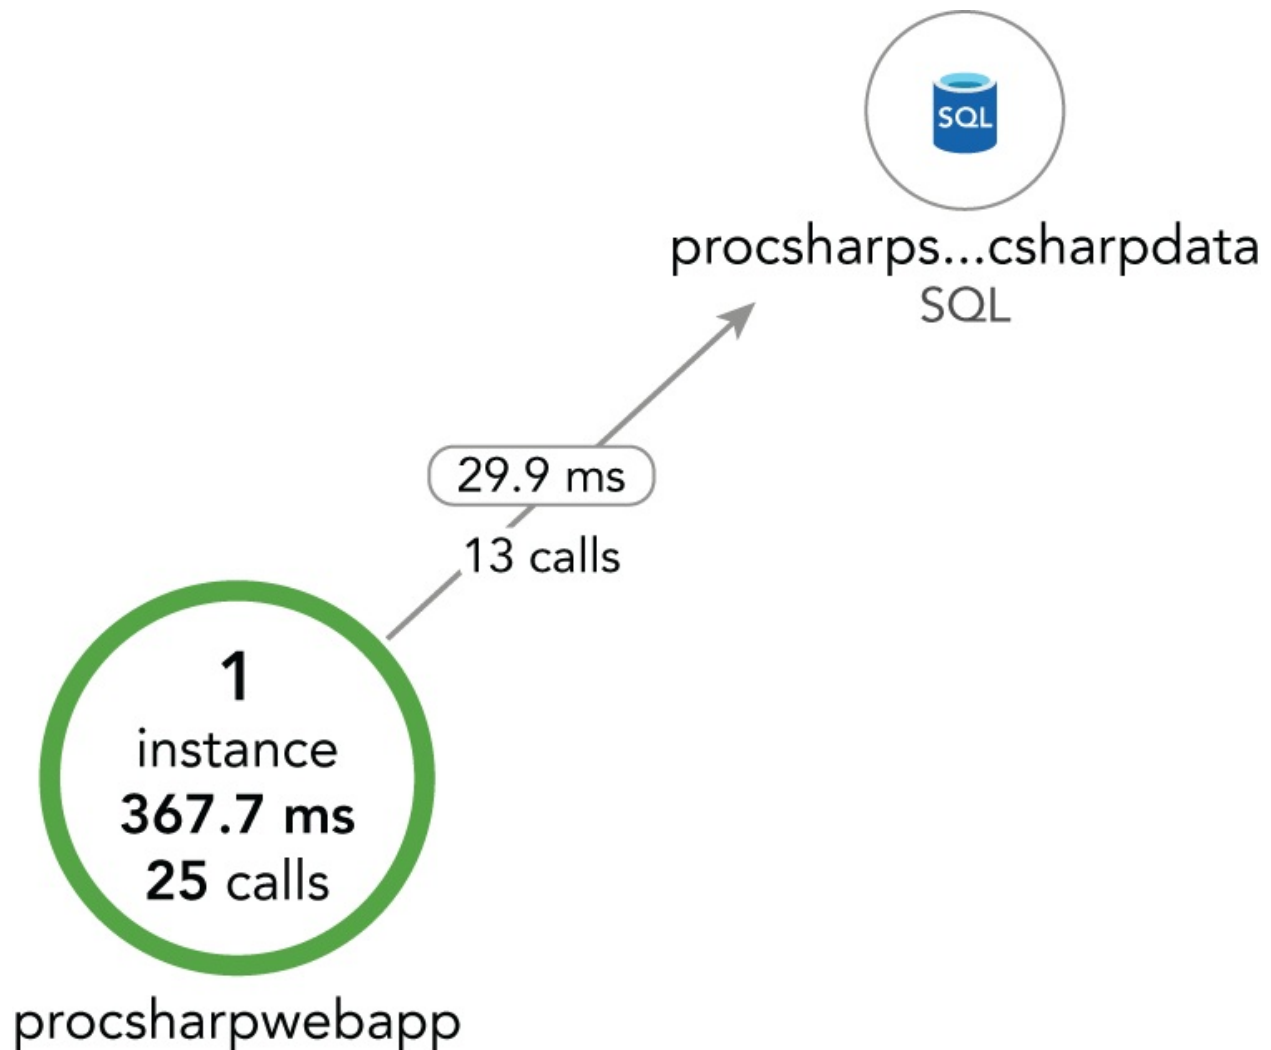 SQL
procsharps...csharpdata
SQL
29.9 ms
13 calls
1
instance
367.7 ms
25 calls
procsharpwebapp